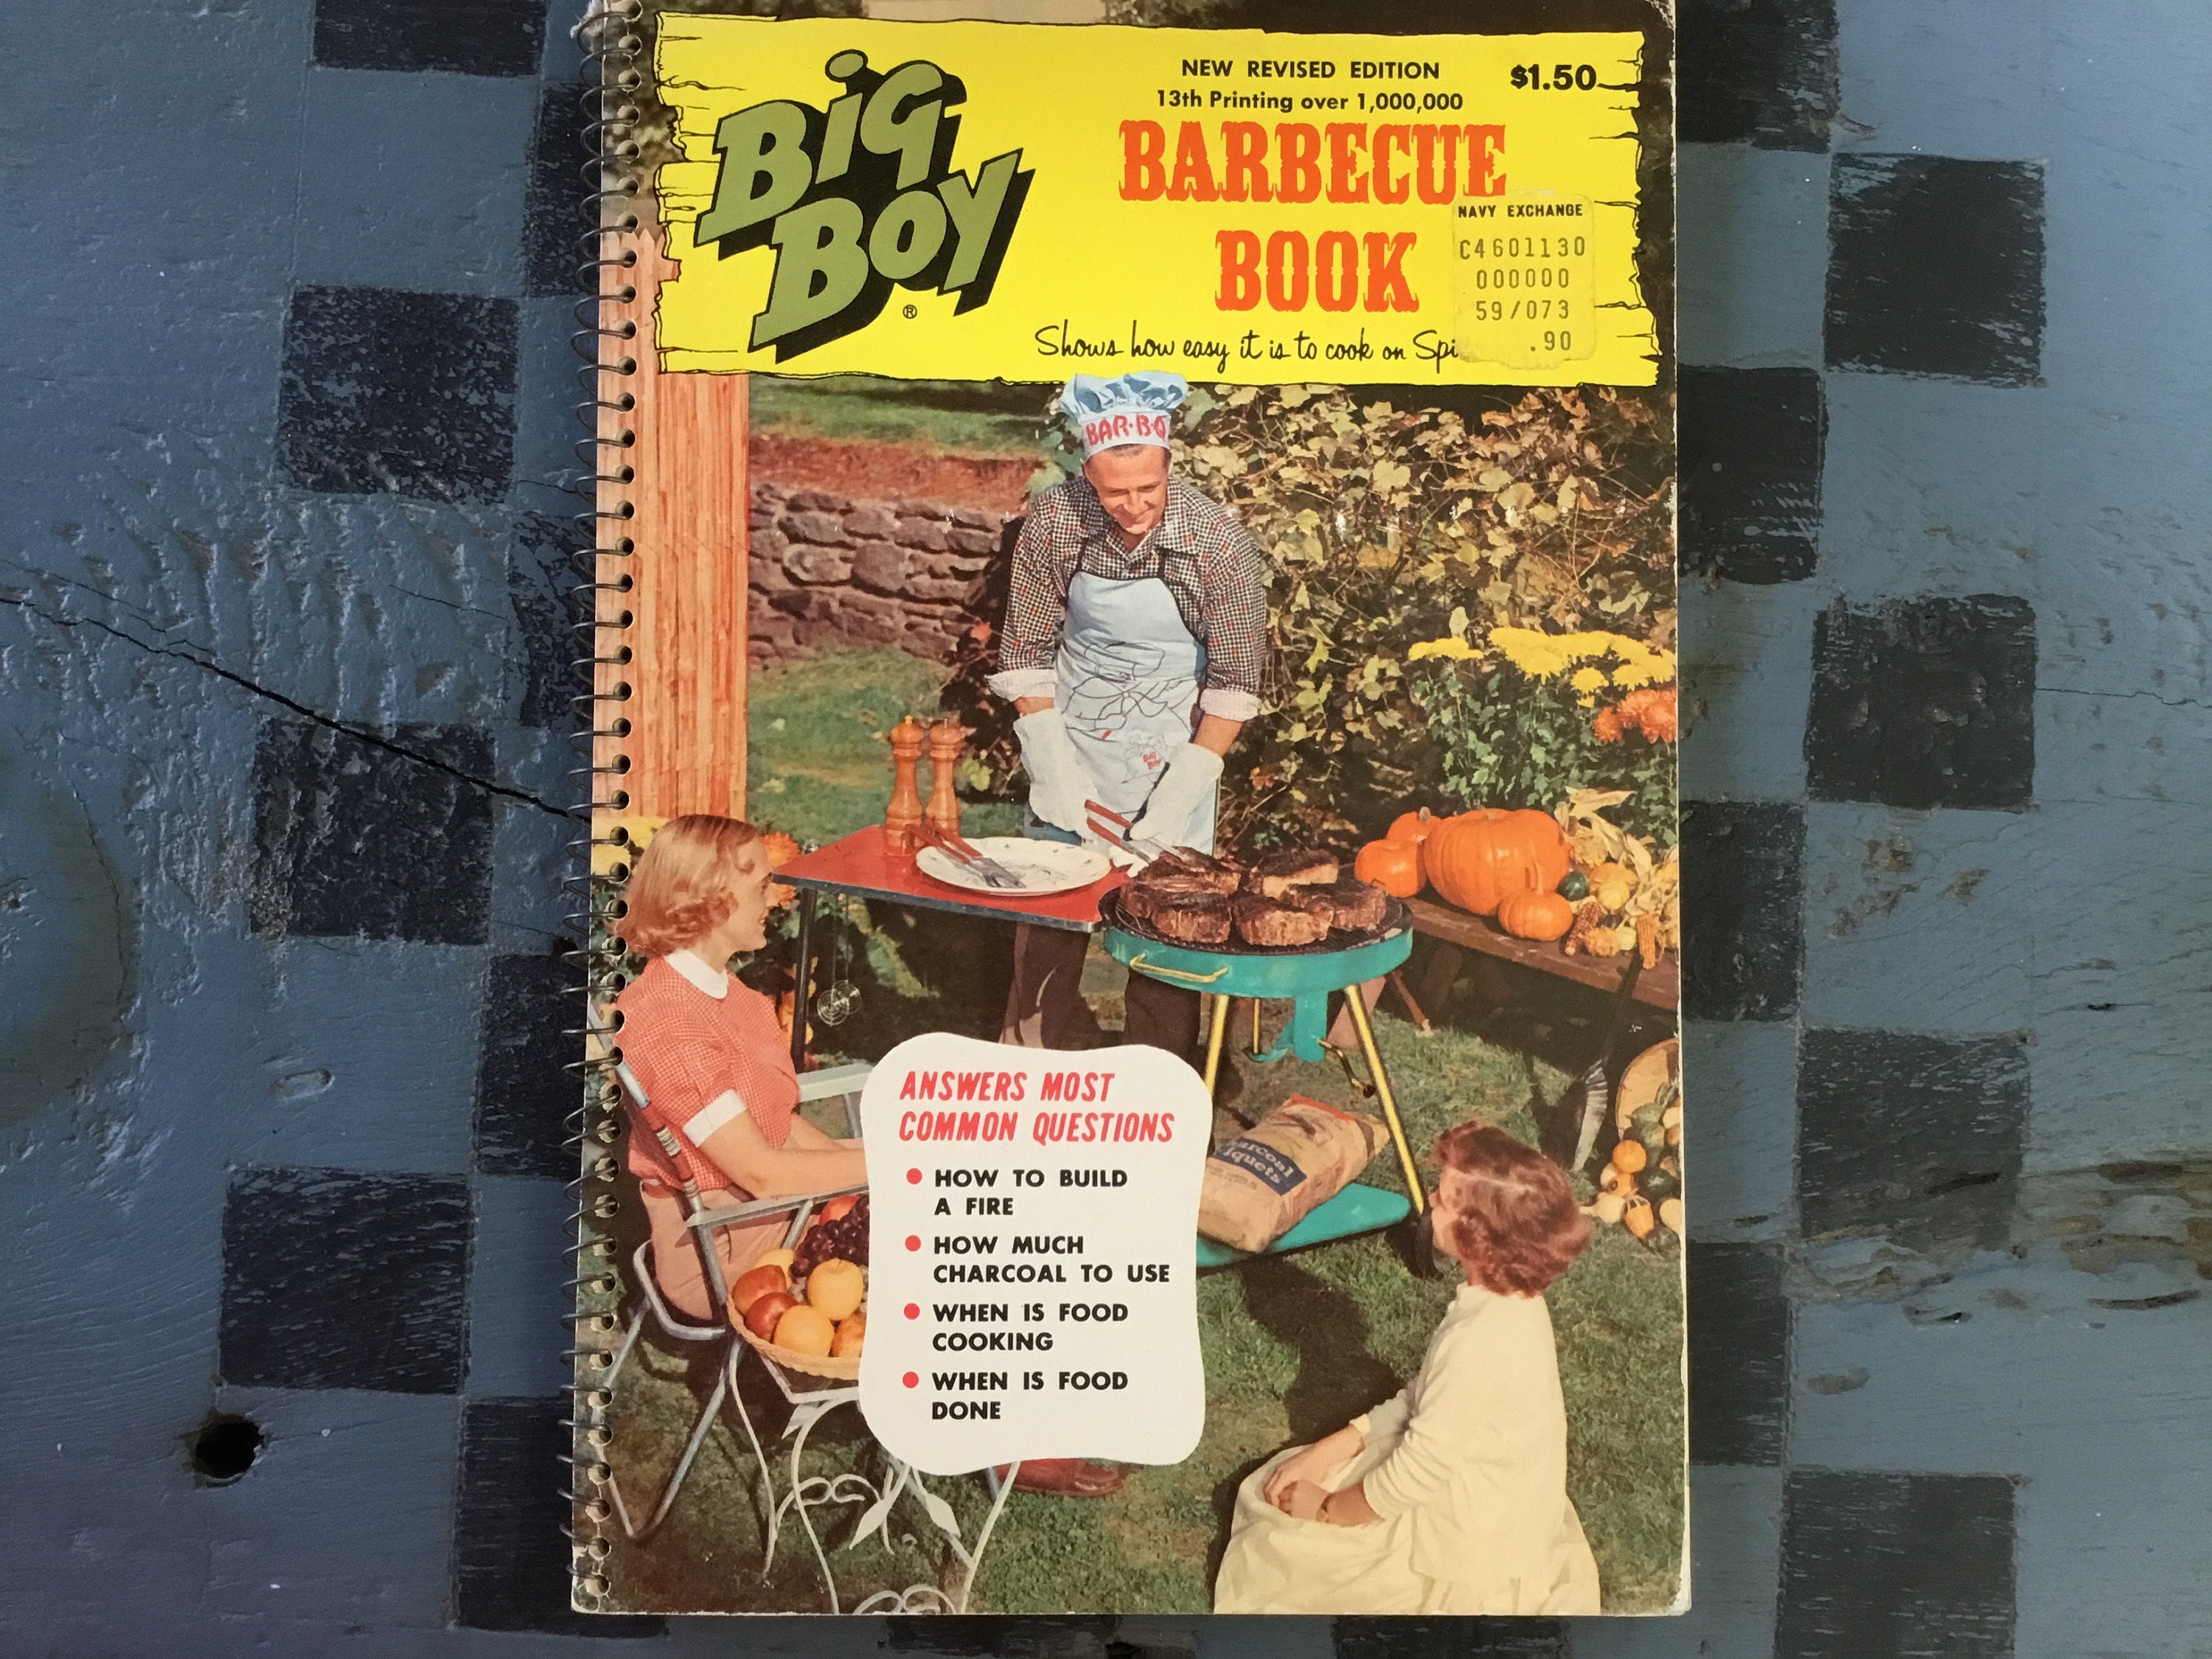 BiG
BOY
®
NEW REVISED EDITION
$1.50
13th Printing over 1,000,000
BARBECUE
BOOK
Shows how easy it is to cook on
NAVY EXCHANGE
C4601130
000000
59/073
.90
BAR-B-Q
ANSWERS MOST
COMMON QUESTIONS
• HOW TO BUILD
A FIRE
• HOW MUCH
CHARCOAL TO USE
• WHEN IS FOOD
COOKING
• WHEN IS FOOD
DONE